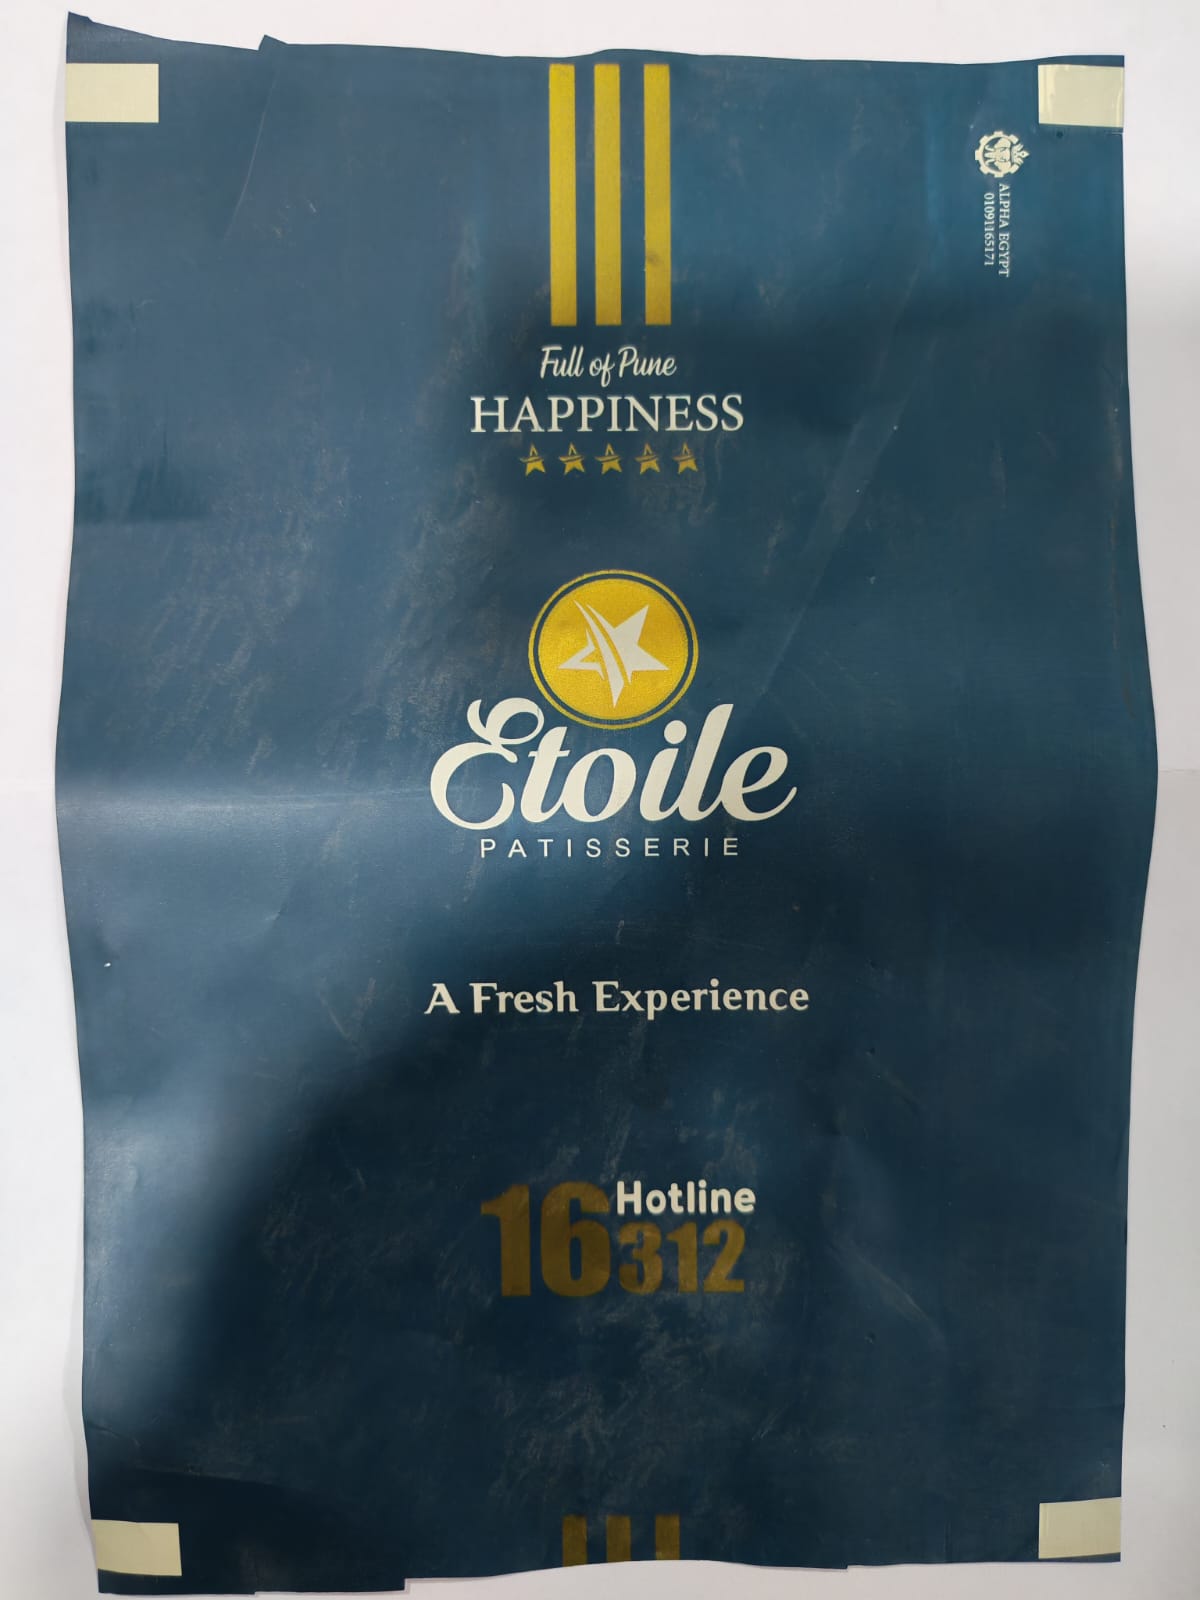 ALPHA EGYPT
01091165171
Full of Pune
HAPPINESS
Etoile
PATISSERIE
A Fresh Experience
Hotline
16312